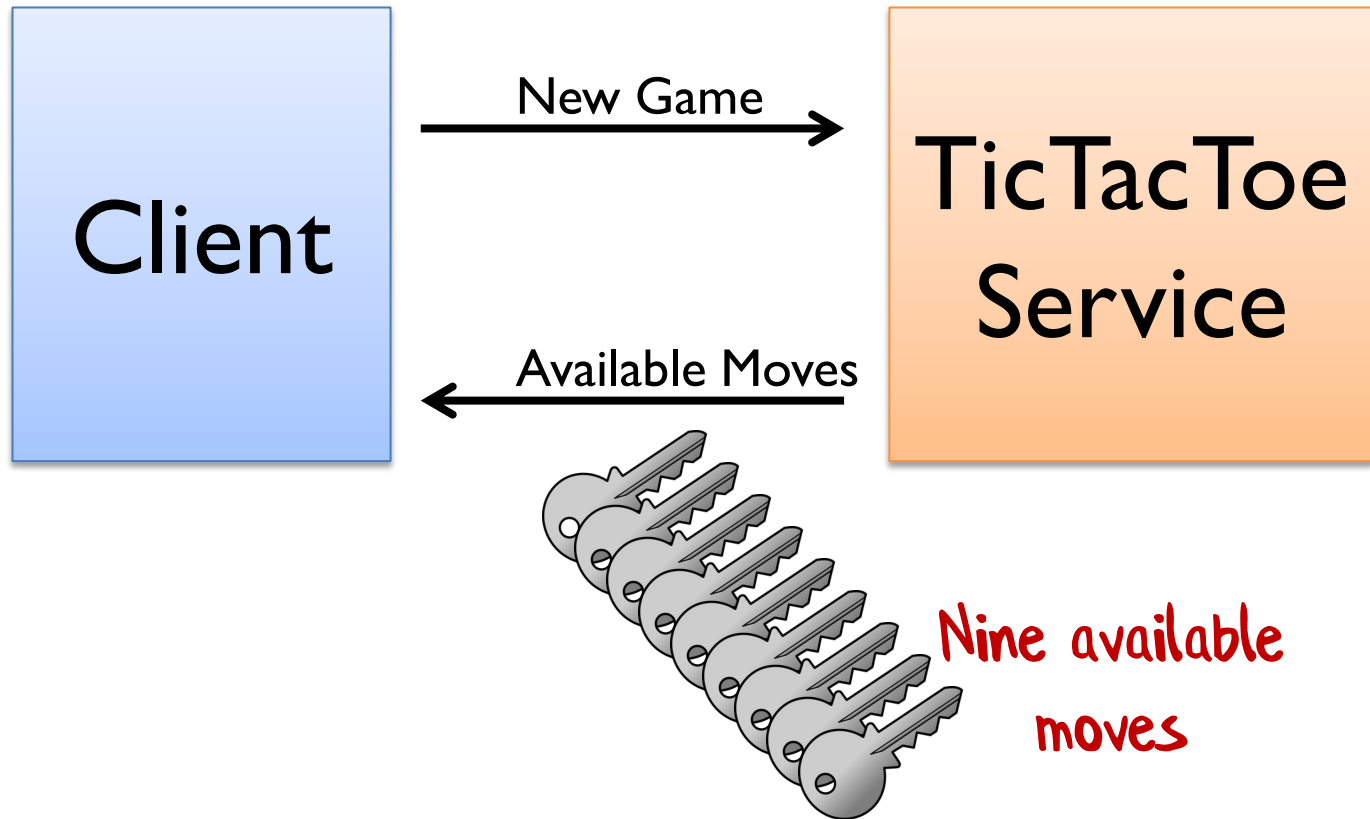 Client
New Game
TicTacToe
Service
Available Moves
Nine available
moves